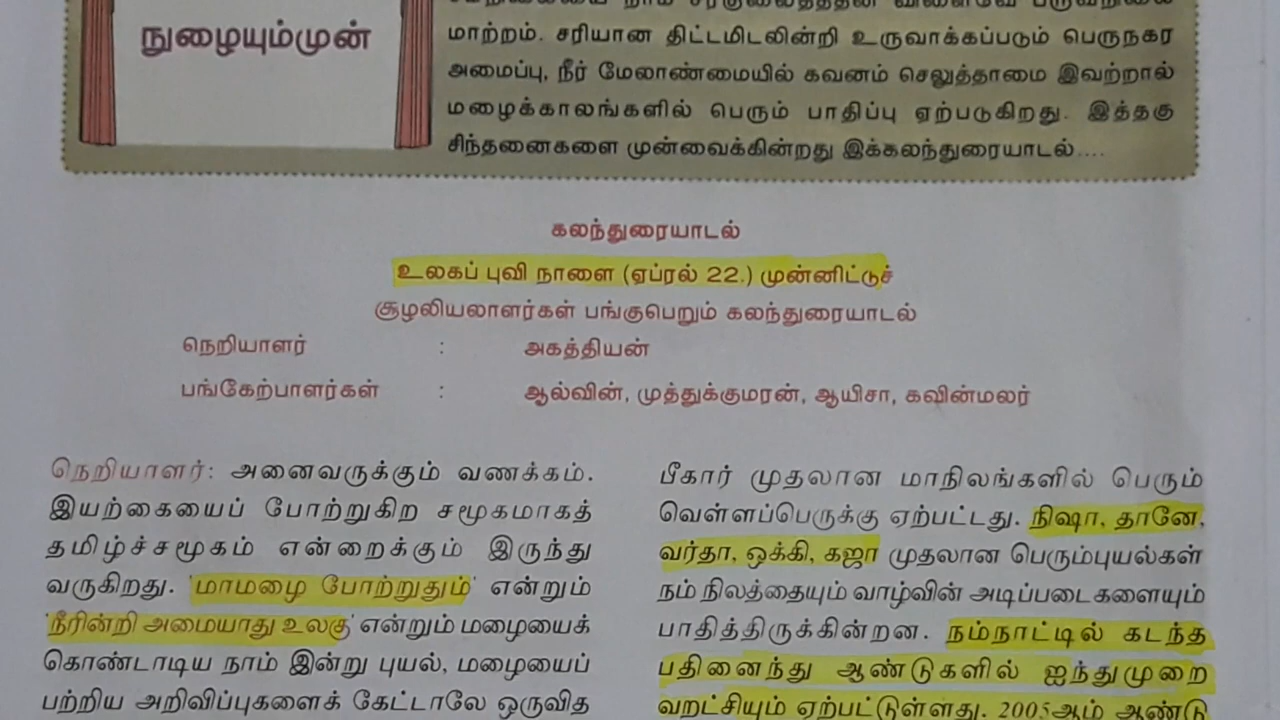 நுழையும்முன்
மாற்றம். சரியான திட்டமிடலின்றி உருவாக்கப்படும் பெருநகர
அமைப்பு, நீர் மேலாண்மையில் கவனம் செலுத்தாமை இவற்றால்
மழைக்காலங்களில் பெரும் பாதிப்பு ஏற்படுகிறது. இத்தகு
சிந்தனைகளை முன்வைக்கின்றது இக்கலந்துரையாடல்....
கலந்துரையாடல்
உலகப் புவி நாளை (ஏப்ரல் 22.) முன்னிட்டுச்
சூழலியலாளர்கள் பங்குபெறும் கலந்துரையாடல்
நெறியாளர் : அகத்தியன்
பங்கேற்பாளர்கள் : ஆல்வின், முத்துக்குமரன், ஆயிசா, கவின்மலர்
நெறியாளர்: அனைவருக்கும் வணக்கம்.
இயற்கையைப் போற்றுகிற சமூகமாகத்
தமிழ்ச்சமூகம் என்றைக்கும் இருந்து
வருகிறது. 'மாமழை போற்றுதும்' என்றும்
'நீரின்றி அமையாது உலகு' என்றும் மழையைக்
கொண்டாடிய நாம் இன்று புயல், மழையைப்
பற்றிய அறிவிப்புகளைக் கேட்டாலே ஒருவித
பீகார் முதலான மாநிலங்களில் பெரும்
வெள்ளப்பெருக்கு ஏற்பட்டது. நிஷா, தானே,
வர்தா, ஒக்கி, கஜா முதலான பெரும்புயல்கள்
நம் நிலத்தையும் வாழ்வின் அடிப்படைகளையும்
பாதித்திருக்கின்றன. நம்நாட்டில் கடந்த
பதினைந்து ஆண்டுகளில் ஐந்துமுறை
வறட்சியும் ஏற்பட்டுள்ளது. 2005ஆம் ஆண்டு